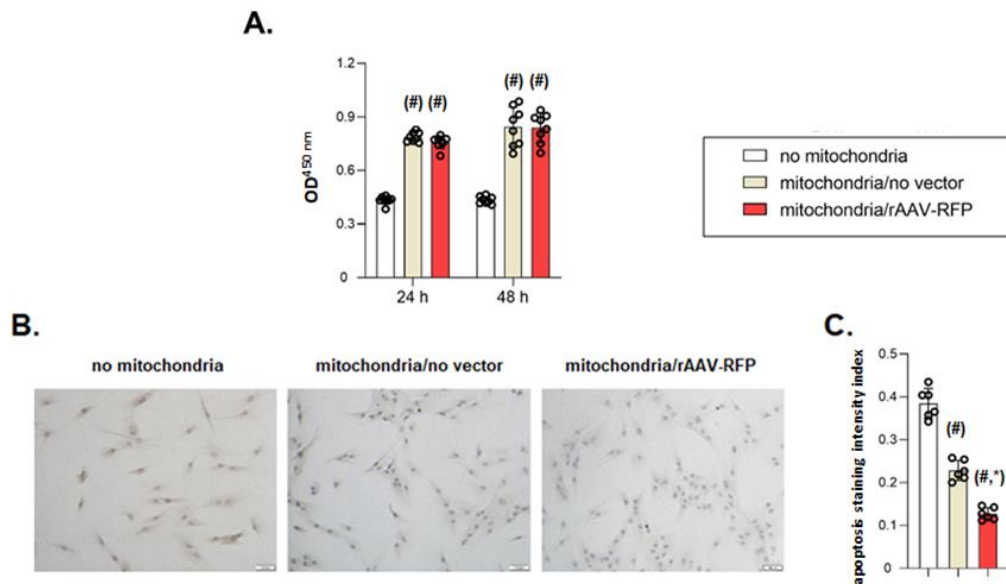 A.
1.2
0.9
0.6
0.3
0
OD450 nm
(#) (#)
(#) (#)
24 h
48 h
no mitochondria
mitochondria/no vector
mitochondria/rAAV-RFP
B.
no mitochondria
mitochondria/no vector
mitochondria/rAAV-RFP
C.
apoptosis staining intensity index
0.5
0.4
0.3
0.2
0.1
0
(#)
(#,*)